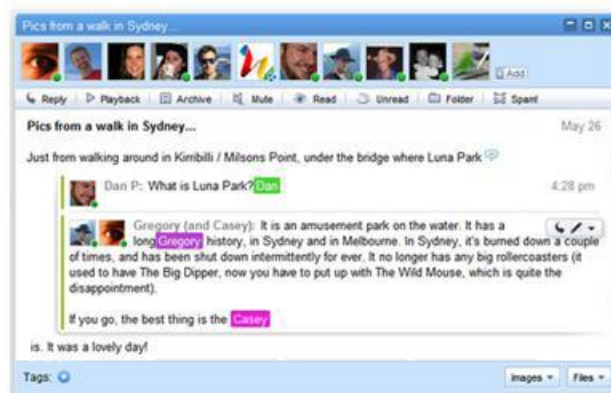 Pics from a walk in Sydney...
Add
Reply Playback Archive Mute Read Unread Folder Spam!
Pics from a walk in Sydney... May 26
Just from walking around in Kirribilli / Milsons Point, under the bridge where Luna Park
Dan P: What is Luna Park? Dan 4:28 pm
Gregory (and Casey): It is an amusement park on the water. It has a
long Gregory history, in Sydney and in Melbourne. In Sydney, it's burned down a couple
of times, and has been shut down intermittently for ever. It no longer has any big rollercoasters (it
used to have The Big Dipper, now you have to put up with The Wild Mouse, which is quite the
disappointment).
If you go, the best thing is the Casey
is. It was a lovely day!
Tags: Images Files